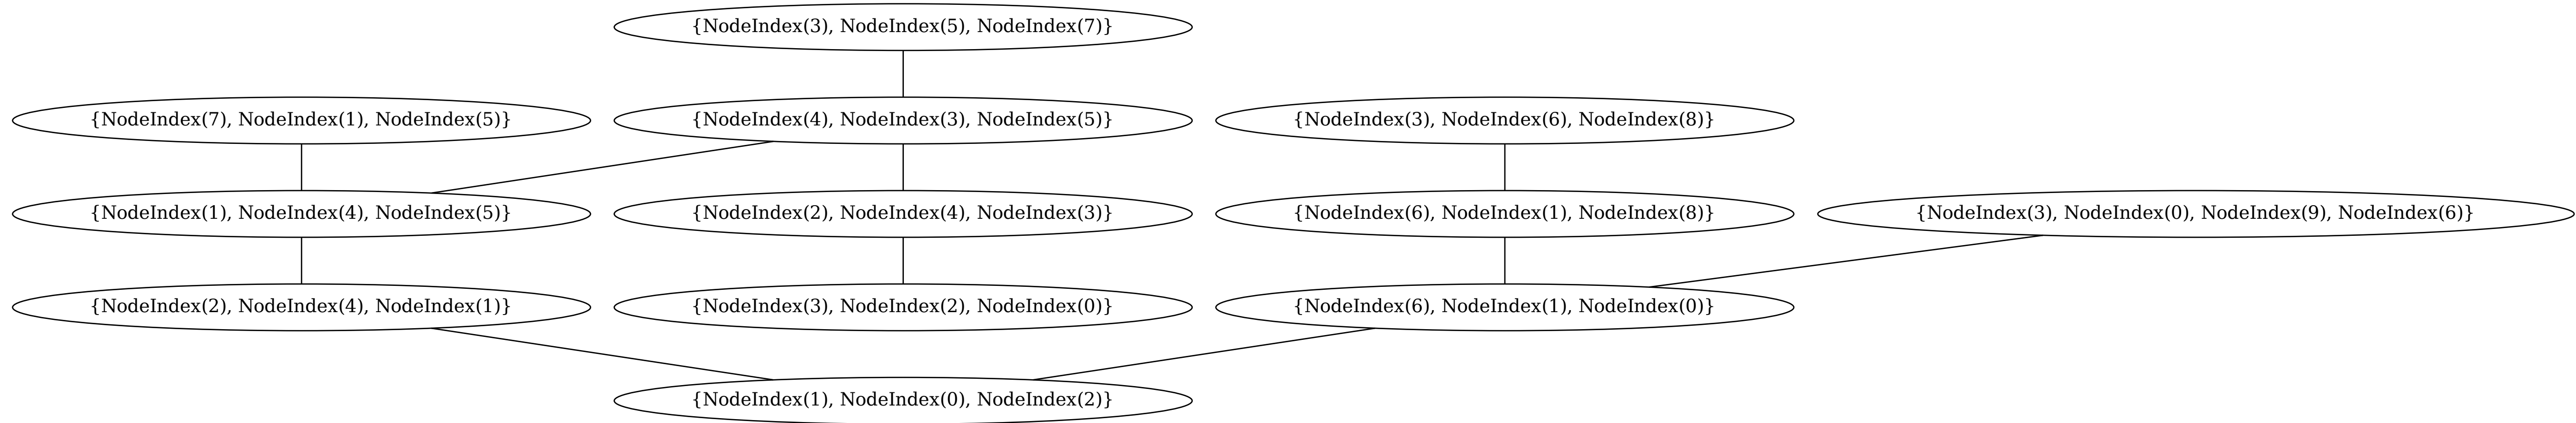 {NodeIndex(3), NodeIndex(5), NodeIndex(7)}
{NodeIndex(7), NodeIndex(1), NodeIndex(5)}
{NodeIndex(4), NodeIndex(3), NodeIndex(5)}
{NodeIndex(3), NodeIndex(6), NodeIndex(8)}
{NodeIndex(1), NodeIndex(4), NodeIndex(5)}
{NodeIndex(2), NodeIndex(4), NodeIndex(3)}
{NodeIndex(6), NodeIndex(1), NodeIndex(8)}
{NodeIndex(3), NodeIndex(0), NodeIndex(9), NodeIndex(6)}
{NodeIndex(2), NodeIndex(4), NodeIndex(1)}
{NodeIndex(3), NodeIndex(2), NodeIndex(0)}
{NodeIndex(6), NodeIndex(1), NodeIndex(0)}
{NodeIndex(1), NodeIndex(0), NodeIndex(2)}